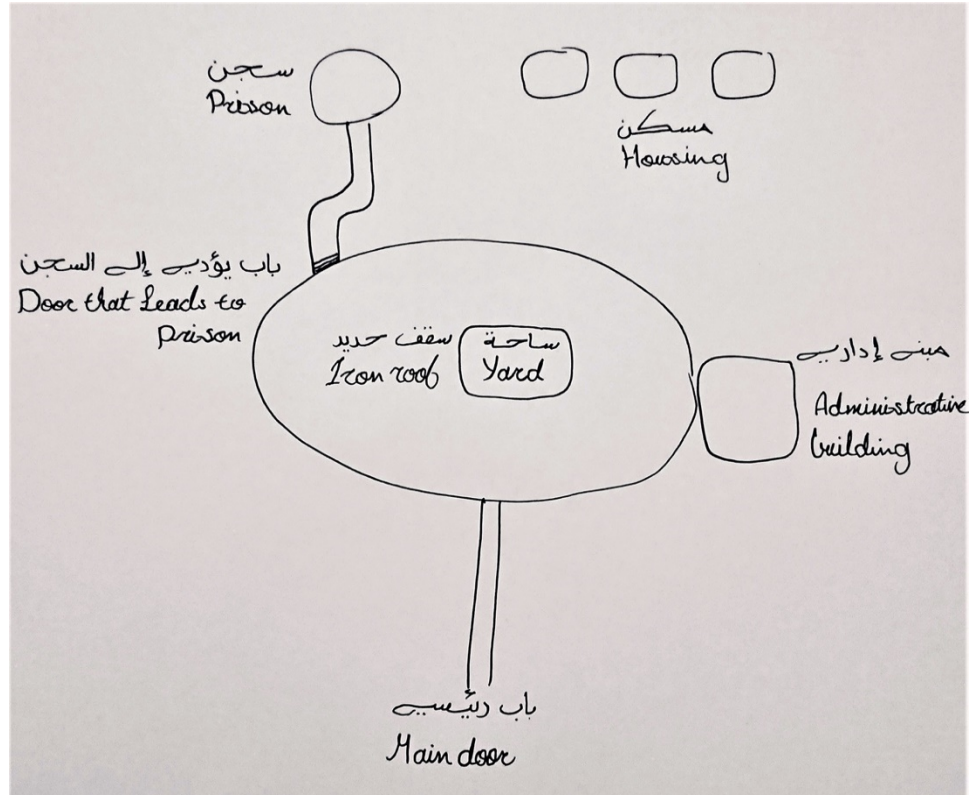 سجن
Prison
مسكن
Housing
باب يؤدي إلى السجن
Door that leads to
prison
سقف حديد
Iron roof
ساحة
Yard
مبنى إداري
Administrative
building
باب رئيسي
Main door